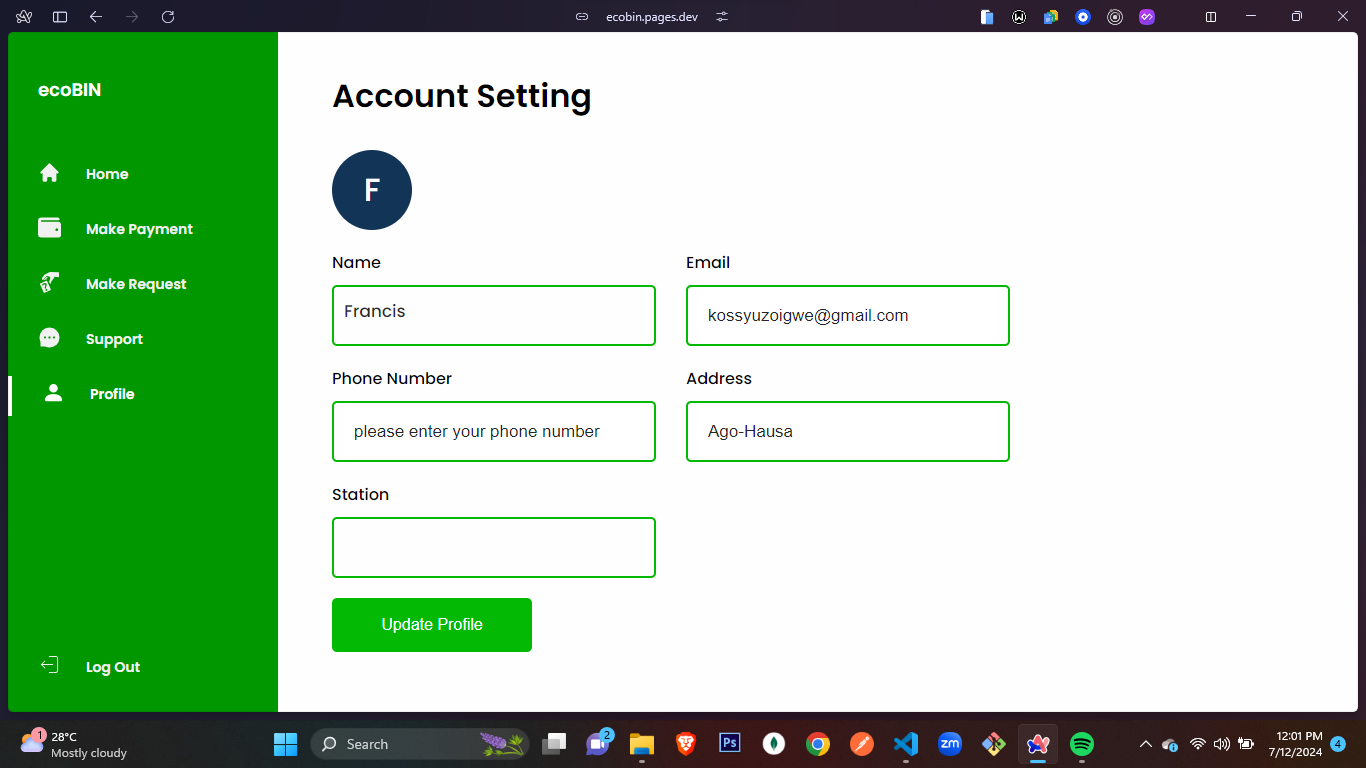 ecobin.pages.dev
ecoBIN
Home
Make Payment
Make Request
Support
Profile
Log Out
Account Setting
F
Name
Email
Francis
kossyuzoigwe@gmail.com
Phone Number
Address
please enter your phone number
Ago-Hausa
Station
Update Profile
1
28°C
Mostly cloudy
Search
2
Ps
zm
12:01 PM
7/12/2024
4